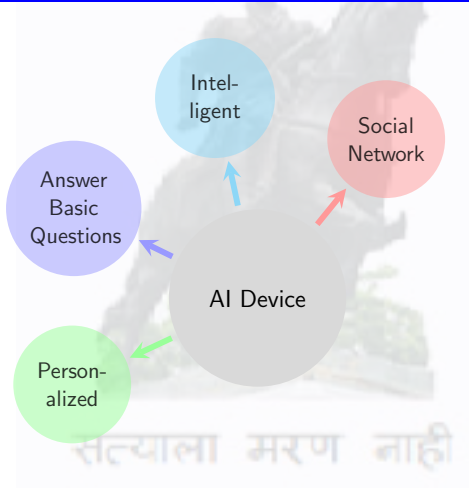 Intel-
ligent
Social
Network
Answer
Basic
Questions
AI Device
Person-
alized
सत्याला मरण नाही